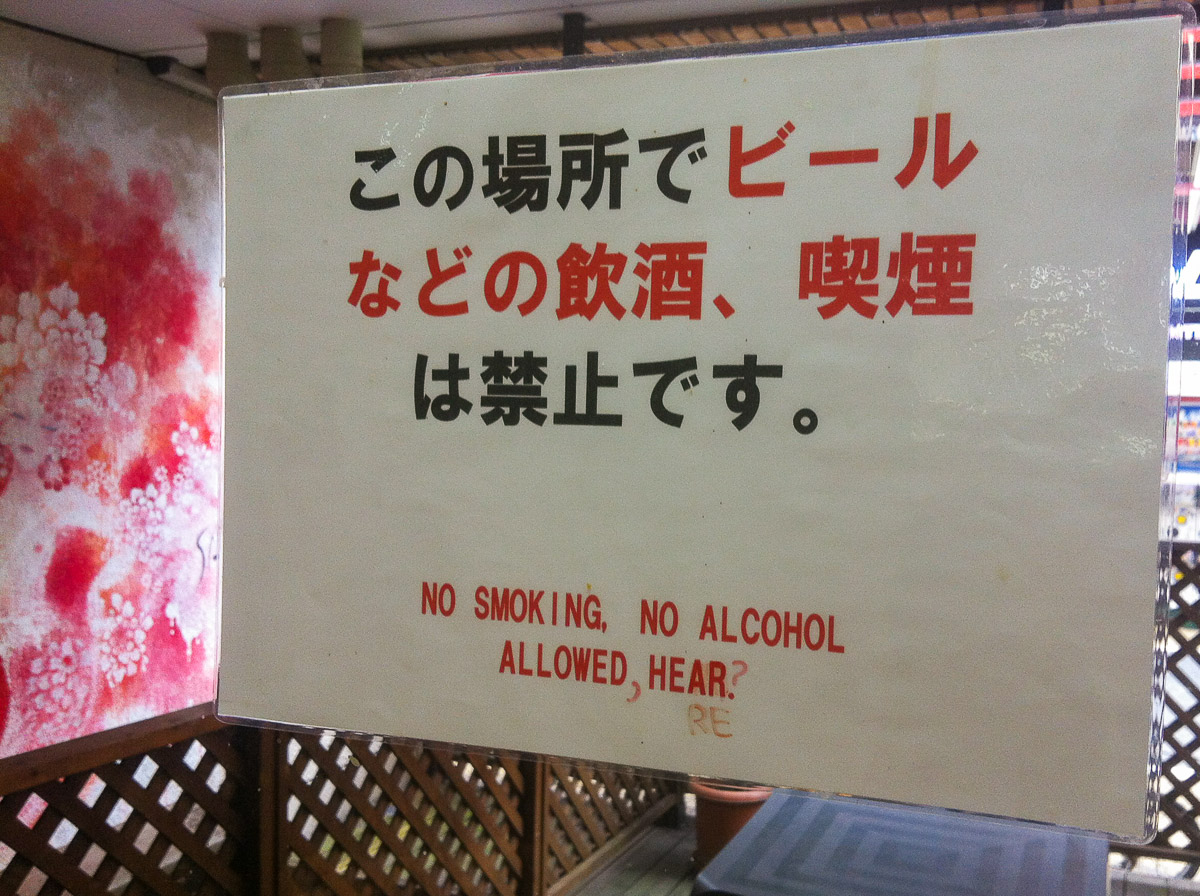 この場所でビール
などの飲酒、喫煙
は禁止です。
NO SMOKING, NO ALCOHOL
ALLOWED, HEAR.?
RE